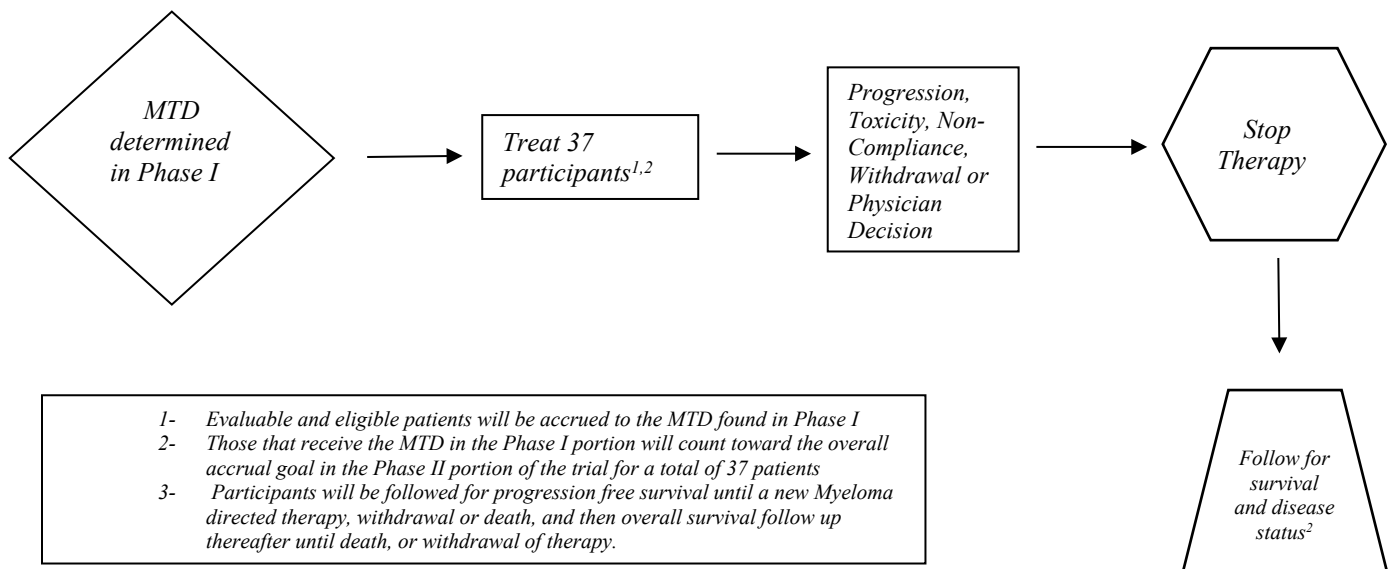 MTD
determined
in Phase I
Treat 37
participants1,2
Progression,
Toxicity, Non-
Compliance,
Withdrawal or
Physician
Decision
Stop
Therapy
1- Evaluable and eligible patients will be accrued to the MTD found in Phase I
2- Those that receive the MTD in the Phase I portion will count toward the overall
accrual goal in the Phase II portion of the trial for a total of 37 patients
3- Participants will be followed for progression free survival until a new Myeloma
directed therapy, withdrawal or death, and then overall survival follow up
thereafter until death, or withdrawal of therapy.
Follow for
survival
and disease
status2